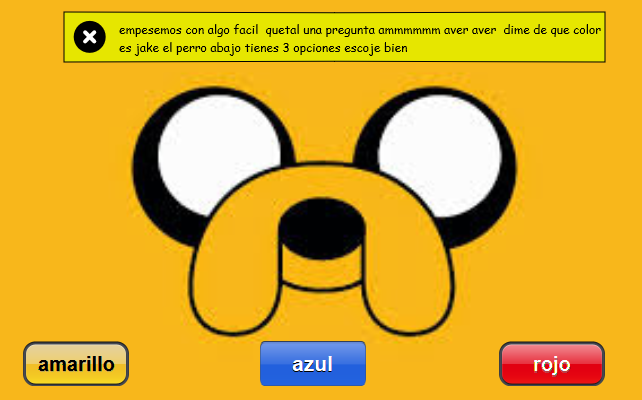 empesemos con algo facil quetal una pregunta ammmmmm aver aver dime de que color
es jake el perro abajo tienes 3 opciones escoje bien
amarillo
azul
rojo